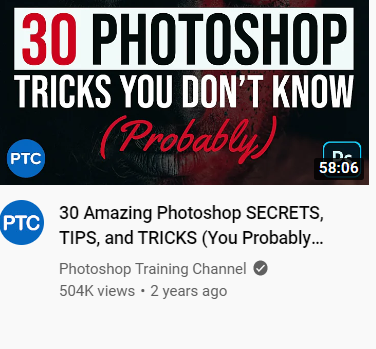 30 PHOTOSHOP
TRICKS YOU DON'T KNOW
(Probably)
PTC
58:06
PTC
30 Amazing Photoshop SECRETS,
TIPS, and TRICKS (You Probably...
Photoshop Training Channel
504K views • 2 years ago